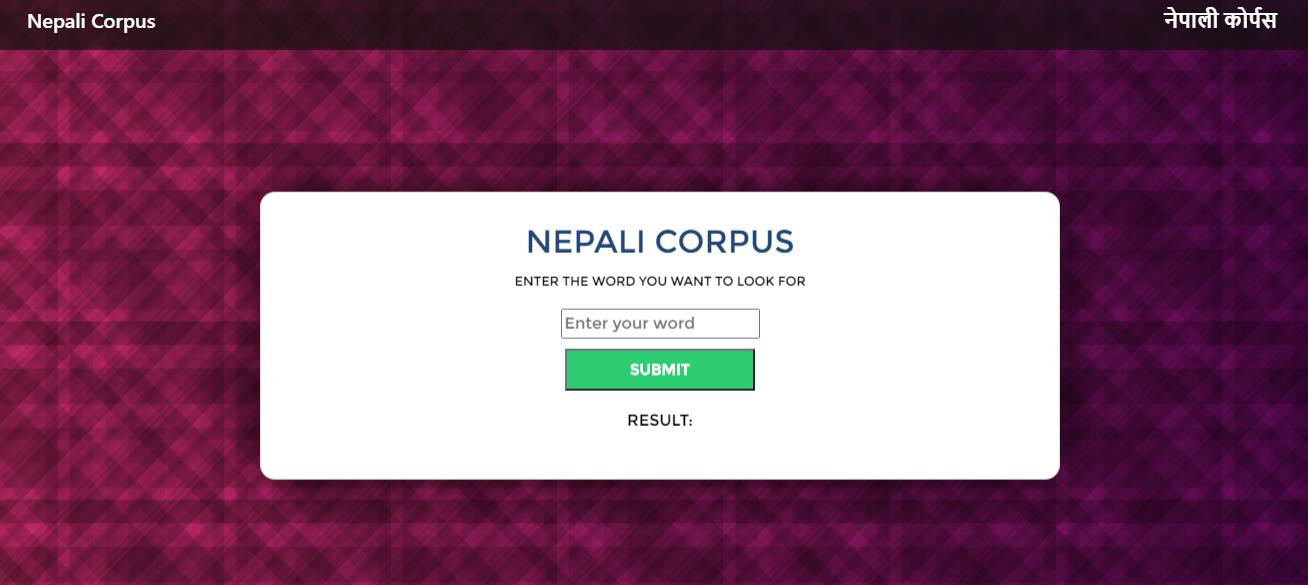 Nepali Corpus
नेपाली कोर्पस
NEPALI CORPUS
ENTER THE WORD YOU WANT TO LOOK FOR
Enter your word
SUBMIT
RESULT: